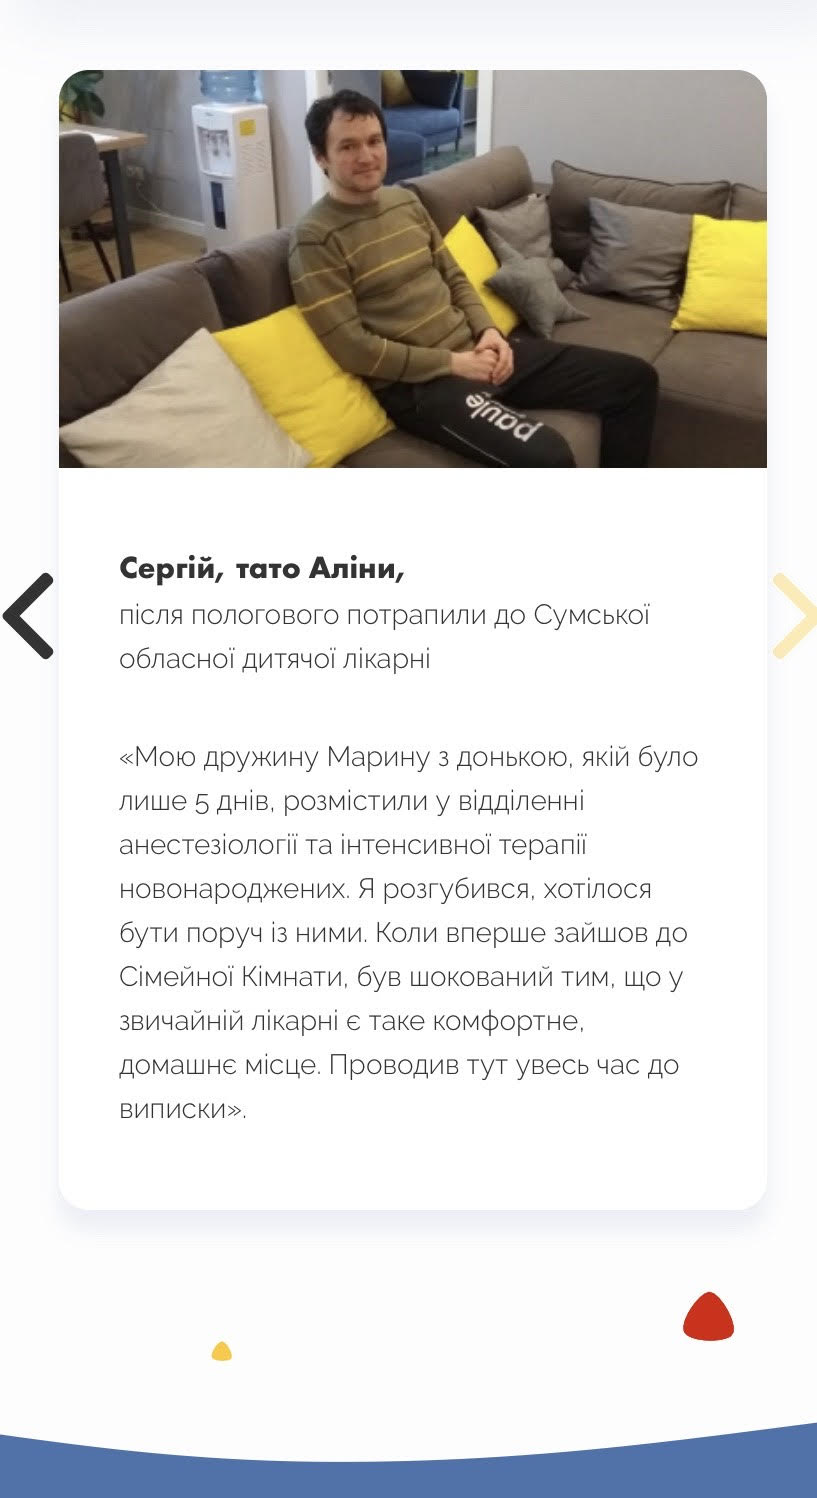 paule
Сергій, тато Аліни,
після пологового потрапили до Сумської
обласної дитячої лікарні
«Мою дружину Марину з донькою, якій було
лише 5 днів, розмістили у відділенні
анестезіології та інтенсивної терапії
новонароджених. Я розгубився, хотілося
бути поруч із ними. Коли вперше зайшов до
Сімейної Кімнати, був шокований тим, що у
звичайній лікарні є таке комфортне,
домашнє місце. Проводив тут увесь час до
виписки».